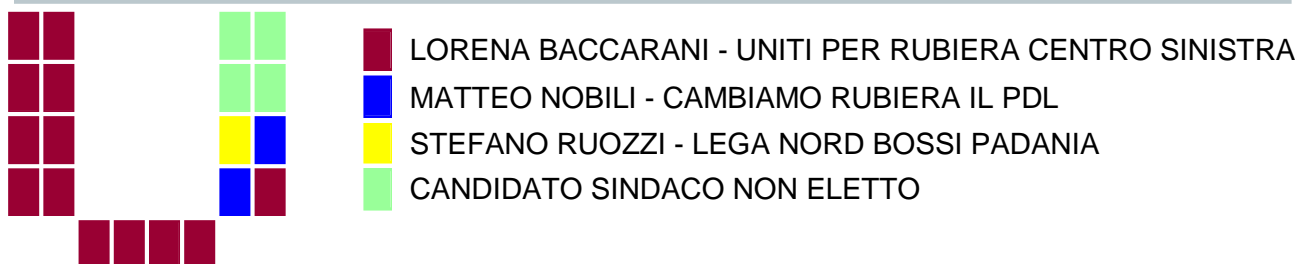 LORENA BACCARANI - UNITI PER RUBIERA CENTRO SINISTRA
MATTEO NOBILI - CAMBIAMO RUBIERA IL PDL
STEFANO RUOZZI - LEGA NORD BOSSI PADANIA
CANDIDATO SINDACO NON ELETTO